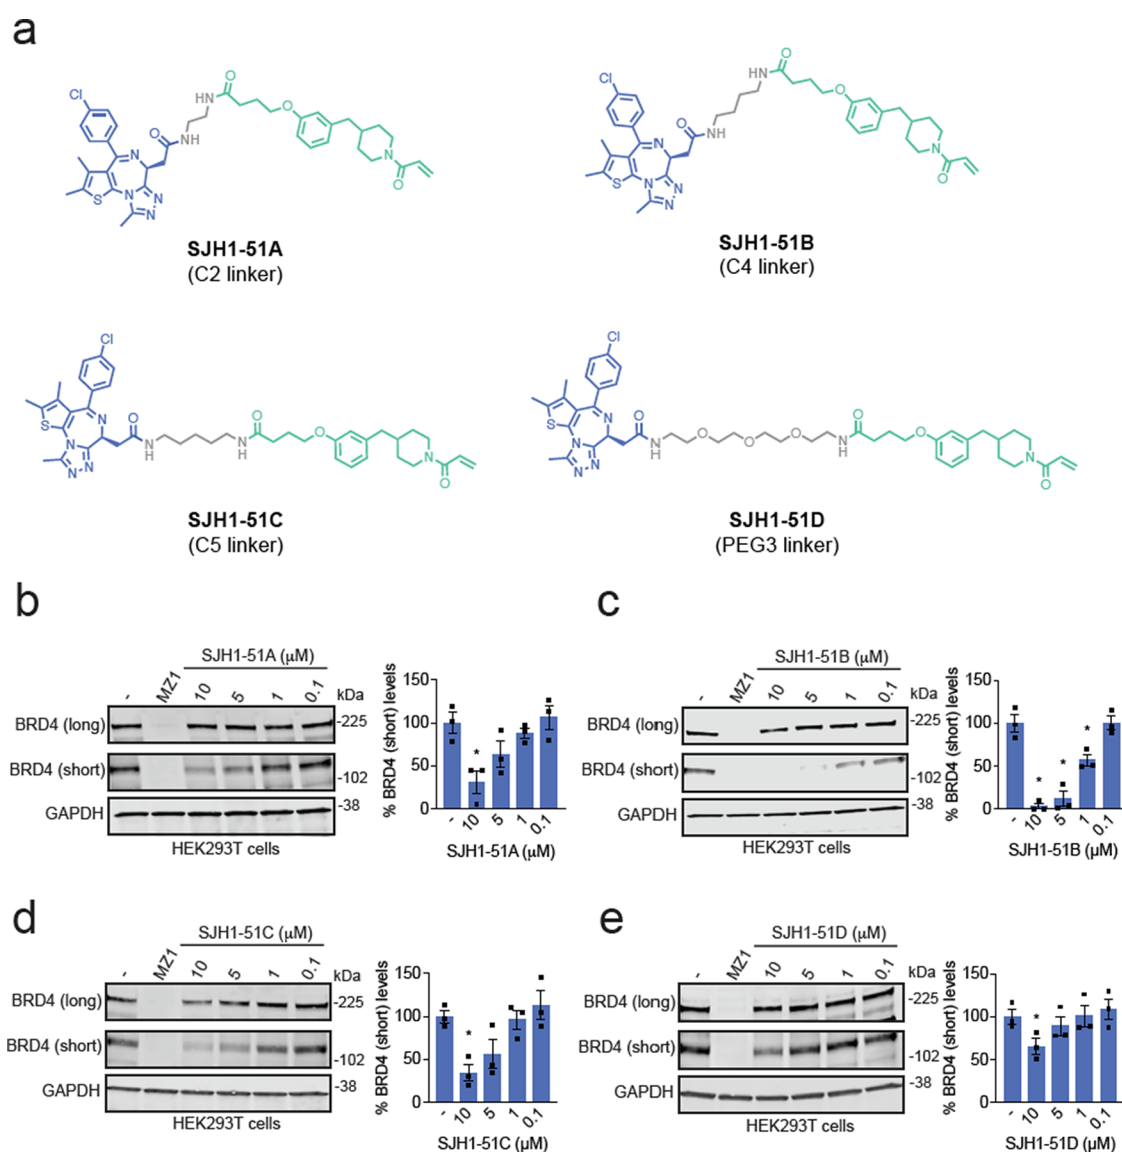 a
Cl
O
HN
O
NH
N
S
N
N
N
CH₃
O
N
O
SJH1-51A
(C2 linker)
SJH1-51B
(C4 linker)
SJH1-51C
(C5 linker)
SJH1-51D
(PEG3 linker)
b
SJH1-51A (μM)
- MZ1 10 5 1 0.1 kDa
BRD4 (long) -225
BRD4 (short) -102
GAPDH -38
HEK293T cells
% BRD4 (short) levels
150
100
50
0
*
- 10 5 1 0.1
SJH1-51A (μM)
c
SJH1-51B (μM)
- MZ1 10 5 1 0.1 kDa
BRD4 (long) -225
BRD4 (short) -102
GAPDH -38
HEK293T cells
% BRD4 (short) levels
150
100
50
0
* * *
- 10 5 1 0.1
SJH1-51B (μM)
d
SJH1-51C (μM)
- MZ1 10 5 1 0.1 kDa
BRD4 (long) -225
BRD4 (short) -102
GAPDH -38
HEK293T cells
% BRD4 (short) levels
150
100
50
0
*
- 10 5 1 0.1
SJH1-51C (μM)
e
SJH1-51D (μM)
- MZ1 10 5 1 0.1 kDa
BRD4 (long) -225
BRD4 (short) -102
GAPDH -38
HEK293T cells
% BRD4 (short) levels
150
100
50
0
*
- 10 5 1 0.1
SJH1-51D (μM)